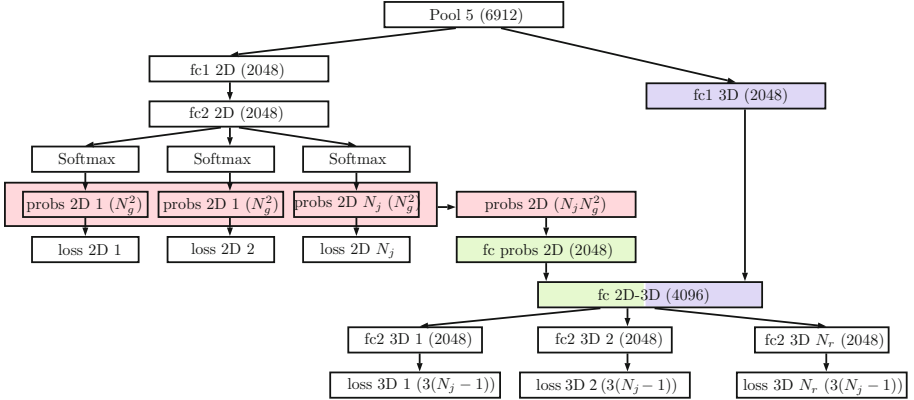 Pool 5 (6912)
fc1 2D (2048)
fc1 3D (2048)
fc2 2D (2048)
Softmax
Softmax
Softmax
probs 2D 1 (N_g^2)
probs 2D 1 (N_g^2)
probs 2D N_j (N_g^2)
probs 2D (N_jN_g^2)
loss 2D 1
loss 2D 2
loss 2D N_j
fc probs 2D (2048)
fc 2D-3D (4096)
fc2 3D 1 (2048)
fc2 3D 2 (2048)
fc2 3D N_r (2048)
loss 3D 1 (3(N_j − 1))
loss 3D 2 (3(N_j − 1))
loss 3D N_r (3(N_j − 1))